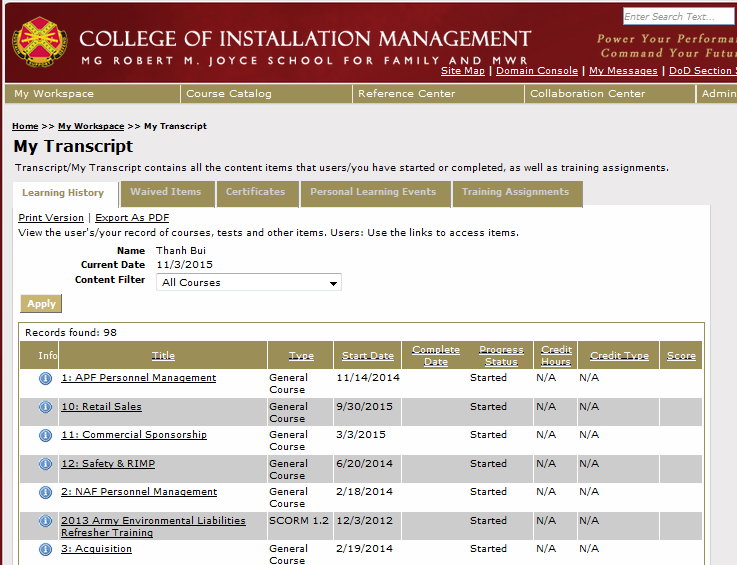 Enter Search Text...
COLLEGE OF INSTALLATION MANAGEMENT
MG ROBERT M. JOYCE SCHOOL FOR FAMILY AND MWR
Power Your Performa
Command Your Futu
Site Map | Domain Console | My Messages | DoD Section
My Workspace Course Catalog Reference Center Collaboration Center Admin
Home >> My Workspace >> My Transcript
My Transcript
Transcript/My Transcript contains all the content items that users/you have started or completed, as well as training assignments.
Learning History Waived Items Certificates Personal Learning Events Training Assignments
Print Version | Export As PDF
View the user's/your record of courses, tests and other items. Users: Use the links to access items.
Name Thanh Bui
Current Date 11/3/2015
Content Filter All Courses
Apply
Records found: 98
Info Title Type Start Date Complete Date Progress Status Credit Hours Credit Type Score
1: APF Personnel Management General Course 11/14/2014 Started N/A N/A
10: Retail Sales General Course 9/30/2015 Started N/A N/A
11: Commercial Sponsorship General Course 3/3/2015 Started N/A N/A
12: Safety & RIMP General Course 6/20/2014 Started N/A N/A
2: NAF Personnel Management General Course 2/18/2014 Started N/A N/A
2013 Army Environmental Liabilities Refresher Training SCORM 1.2 12/3/2012 Started N/A N/A
3: Acquisition General Course 2/19/2014 Started N/A N/A